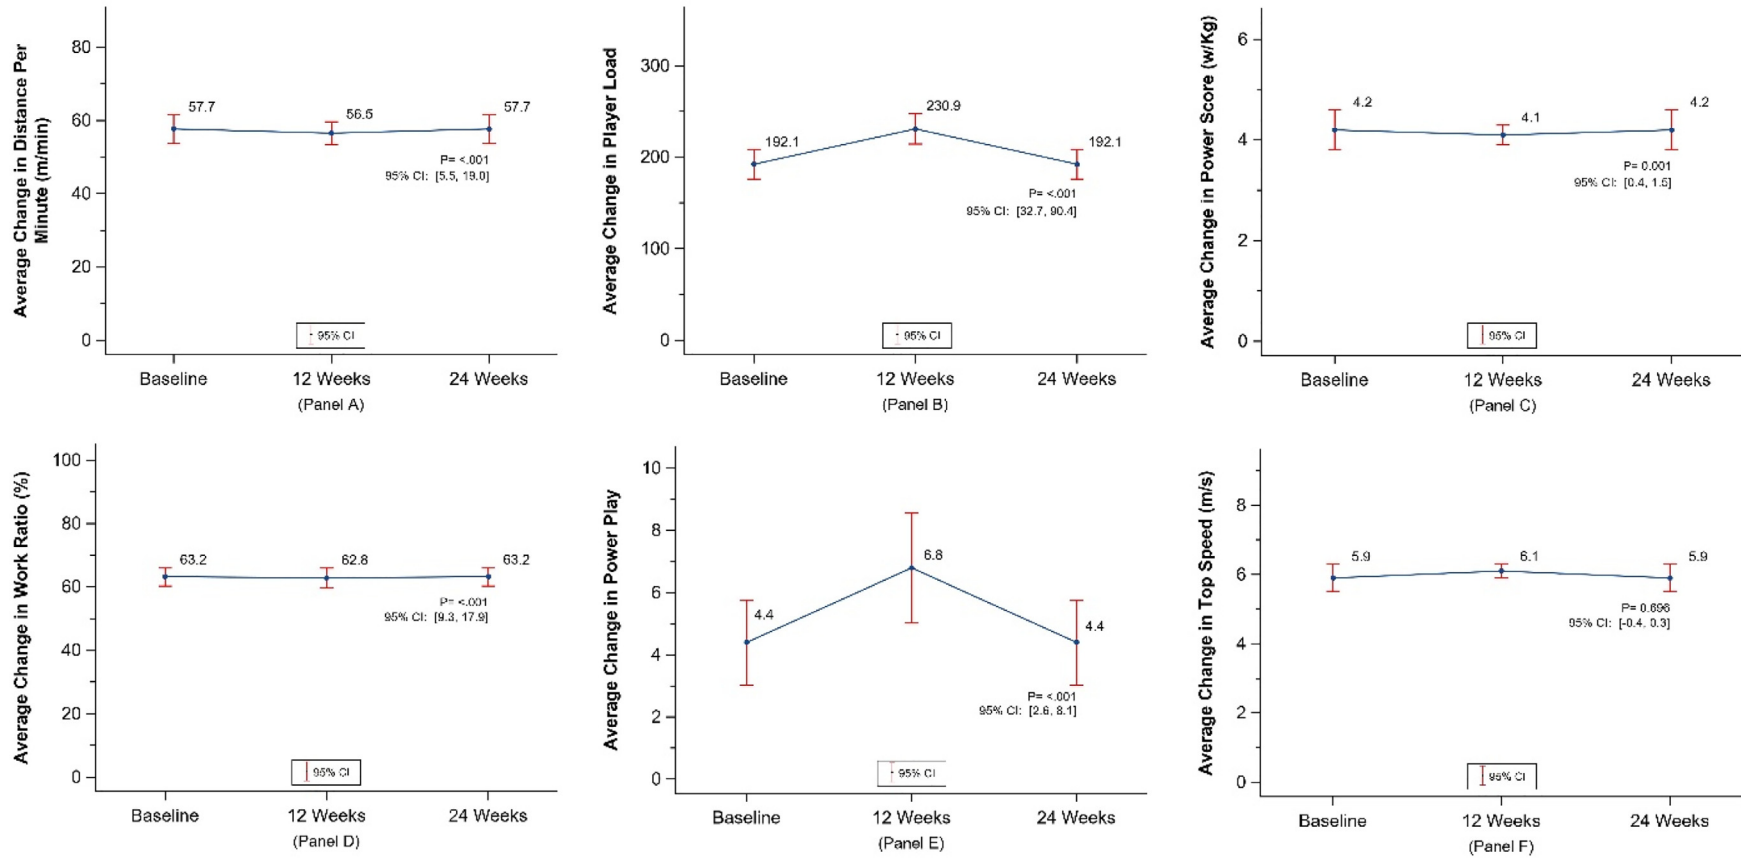 Average Change in Distance Per
Minute (m/min)
80
60
40
20
0
57.7
56.5
57.7
P= <.001
95% CI: [5.5, 19.0]
95% CI
Baseline
12 Weeks
24 Weeks
(Panel A)
Average Change in Player Load
300
200
100
0
192.1
230.9
192.1
P= <.001
95% CI: [32.7, 90.4]
95% CI
Baseline
12 Weeks
24 Weeks
(Panel B)
Average Change in Power Score (w/Kg)
6
4
2
0
4.2
4.1
4.2
P= 0.001
95% CI: [0.4, 1.5]
95% CI
Baseline
12 Weeks
24 Weeks
(Panel C)
Average Change in Work Ratio (%)
100
80
60
40
20
0
63.2
62.8
63.2
P= <.001
95% CI: [9.3, 17.9]
95% CI
Baseline
12 Weeks
24 Weeks
(Panel D)
Average Change in Power Play
10
8
6
4
2
0
4.4
6.8
4.4
P= <.001
95% CI: [2.6, 8.1]
95% CI
Baseline
12 Weeks
24 Weeks
(Panel E)
Average Change in Top Speed (m/s)
8
6
4
2
0
5.9
6.1
5.9
P= 0.696
95% CI: [-0.4, 0.3]
95% CI
Baseline
12 Weeks
24 Weeks
(Panel F)